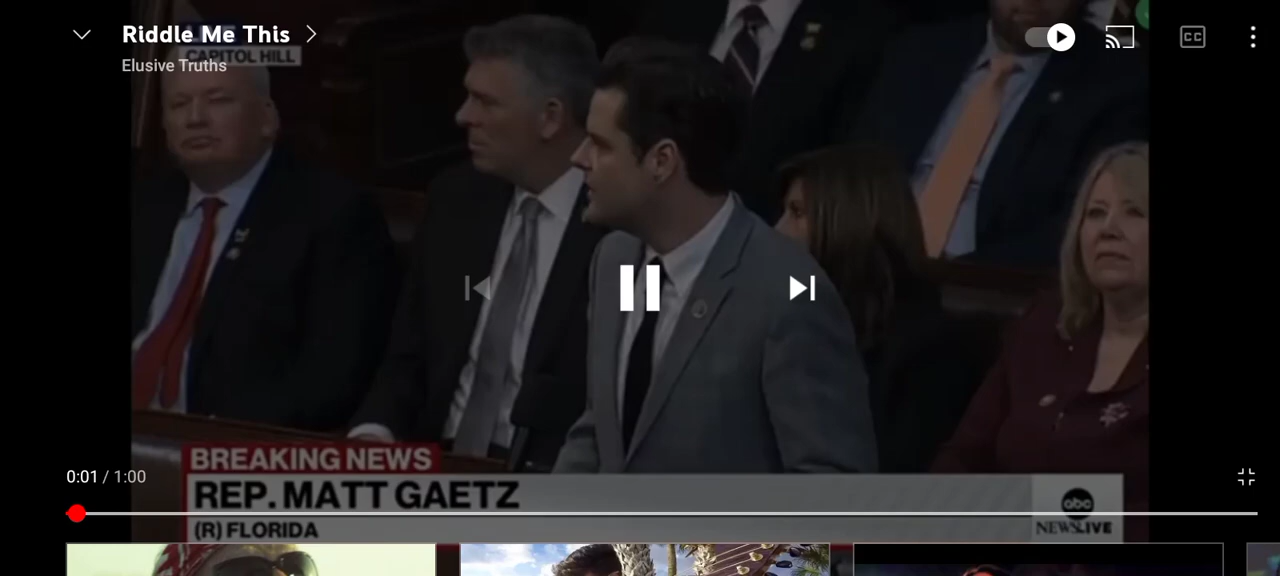 Riddle Me This
CAPITOL HILL
Elusive Truths
CC
BREAKING NEWS
0:01 / 1:00
REP. MATT GAETZ
(R) FLORIDA
abc
NEWS LIVE